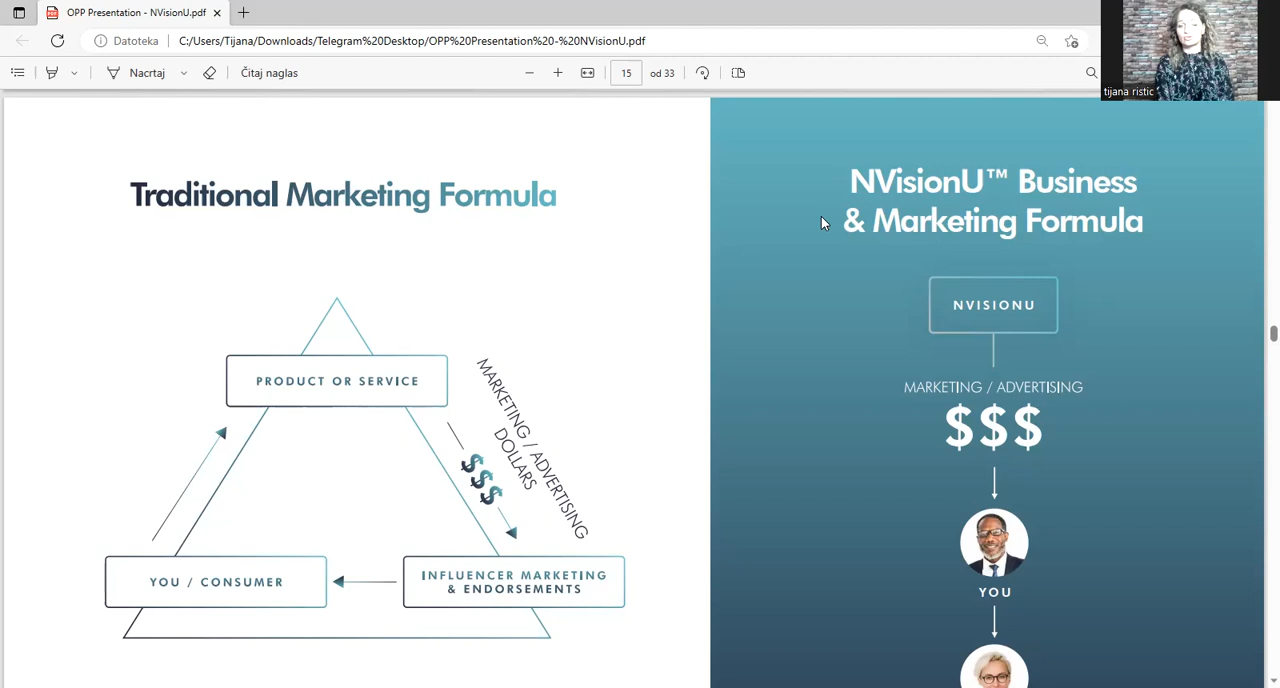 OPP Presentation - NVisionU.pdf
Datoteka
C:/Users/Tijana/Downloads/Telegram%20Desktop/OPP%20Presentation%20-%20NVisionU.pdf
Nacrtaj
Čitaj naglas
15
od 33
tijana ristic
Traditional Marketing Formula
PRODUCT OR SERVICE
MARKETING / ADVERTISING
DOLLARS
$$$
YOU / CONSUMER
INFLUENCER MARKETING
& ENDORSEMENTS
NVisionU™ Business
& Marketing Formula
NVISIONU
MARKETING / ADVERTISING
$$$
YOU